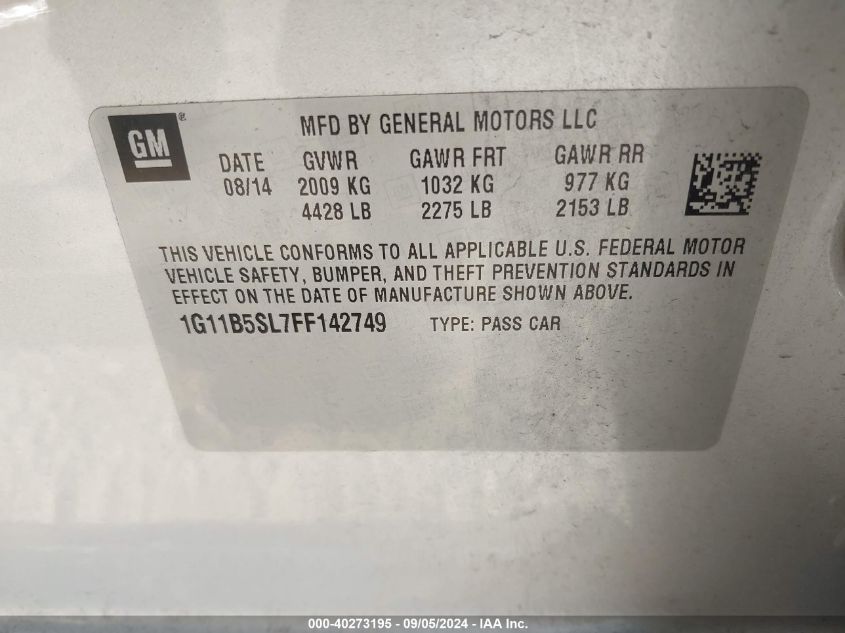 GM®
MFD BY GENERAL MOTORS LLC
DATE GVWR GAWR FRT GAWR RR
08/14 2009 KG 1032 KG 977 KG
4428 LB 2275 LB 2153 LB
THIS VEHICLE CONFORMS TO ALL APPLICABLE U.S. FEDERAL MOTOR
VEHICLE SAFETY, BUMPER, AND THEFT PREVENTION STANDARDS IN
EFFECT ON THE DATE OF MANUFACTURE SHOWN ABOVE.
1G11B5SL7FF142749 TYPE: PASS CAR
000-40273195 - 09/05/2024 - IAA Inc.